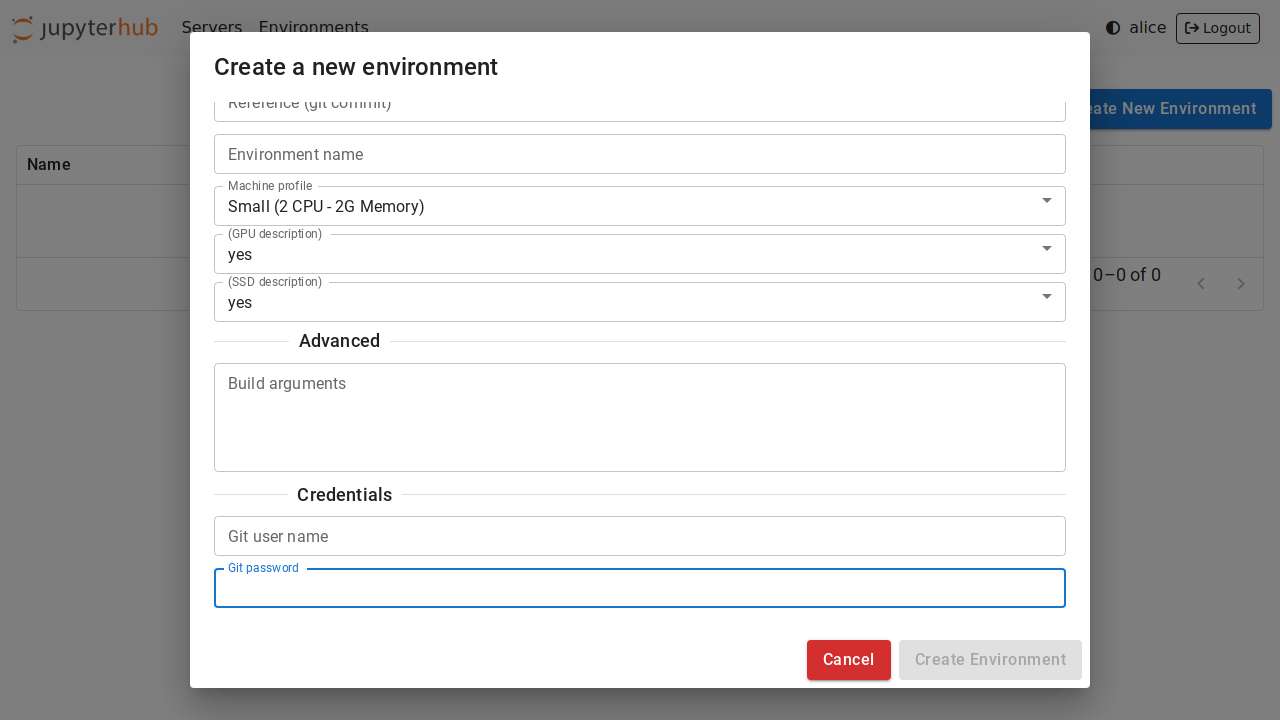 jupyterhub Servers Environments alice Logout
Create a new environment
Reference (git commit)
eate New Environment
Environment name
Name
Machine profile
Small (2 CPU - 2G Memory)
(GPU description)
yes
0–0 of 0
(SSD description)
yes
Advanced
Build arguments
Credentials
Git user name
Git password
Cancel Create Environment